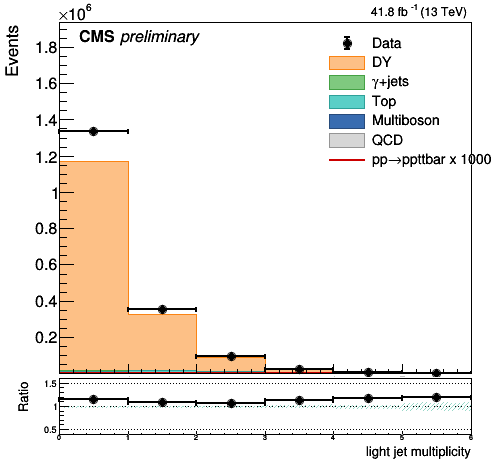 ×10⁶
41.8 fb⁻¹ (13 TeV)
CMS preliminary
Events
1.8
1.6
1.4
1.2
1
0.8
0.6
0.4
0.2
Data
DY
γ+jets
Top
Multiboson
QCD
pp→ppttbar x 1000
Ratio
1.5
1
0.5
0 1 2 3 4 5 6
light jet multiplicity